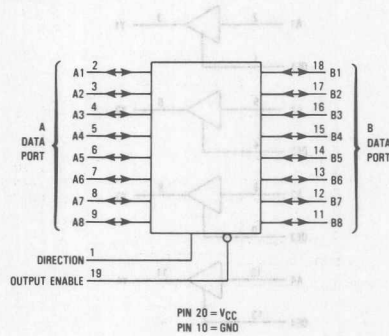 A1 2 18 B1
A2 3 17 B2
A3 4 16 B3
A4 5 15 B4
A5 6 14 B5
A6 7 13 B6
A7 8 12 B7
A8 9 11 B8
A
DATA
PORT
B
DATA
PORT
DIRECTION 1
OUTPUT ENABLE 19
PIN 20 = VCC
PIN 10 = GND